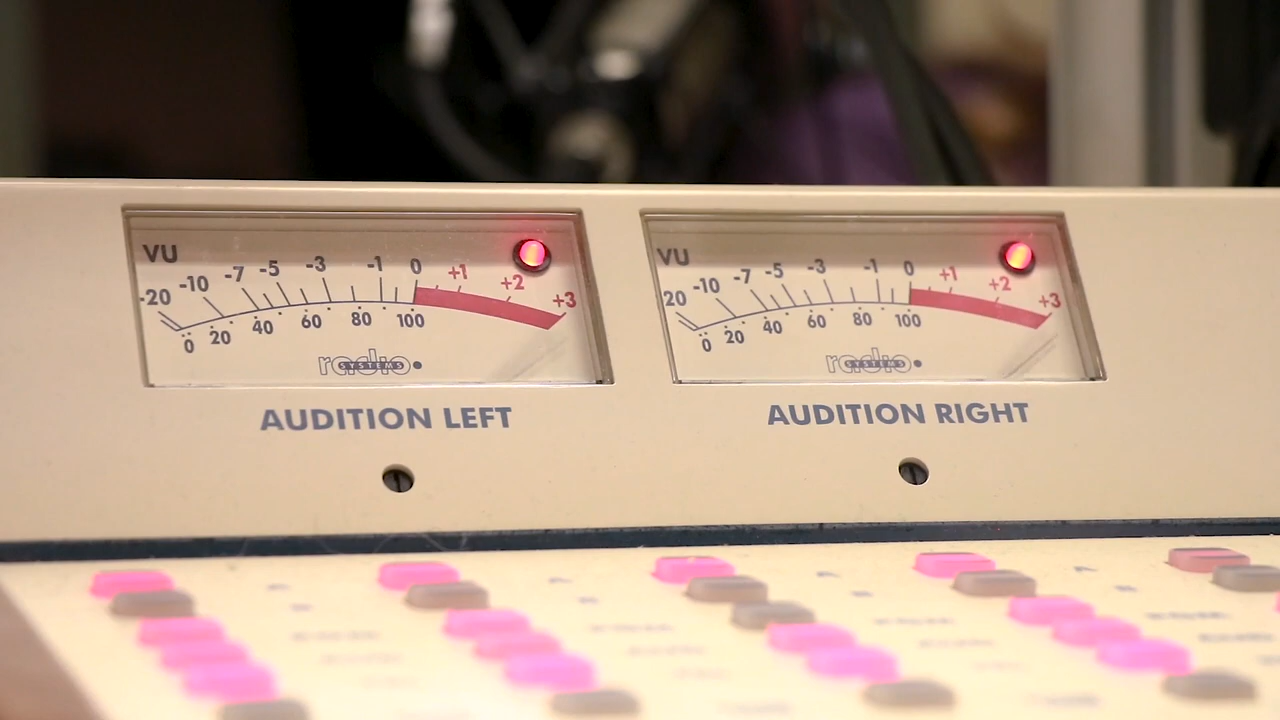 VU
-20 -10 -7 -5 -3 -1 0 +1 +2 +3
0 20 40 60 80 100
radio
SYSTEMS
AUDITION LEFT
VU
20 -10 -7 -5 -3 -1 0 +1 +2 +3
0 20 40 60 80 100
radio
SYSTEMS
AUDITION RIGHT